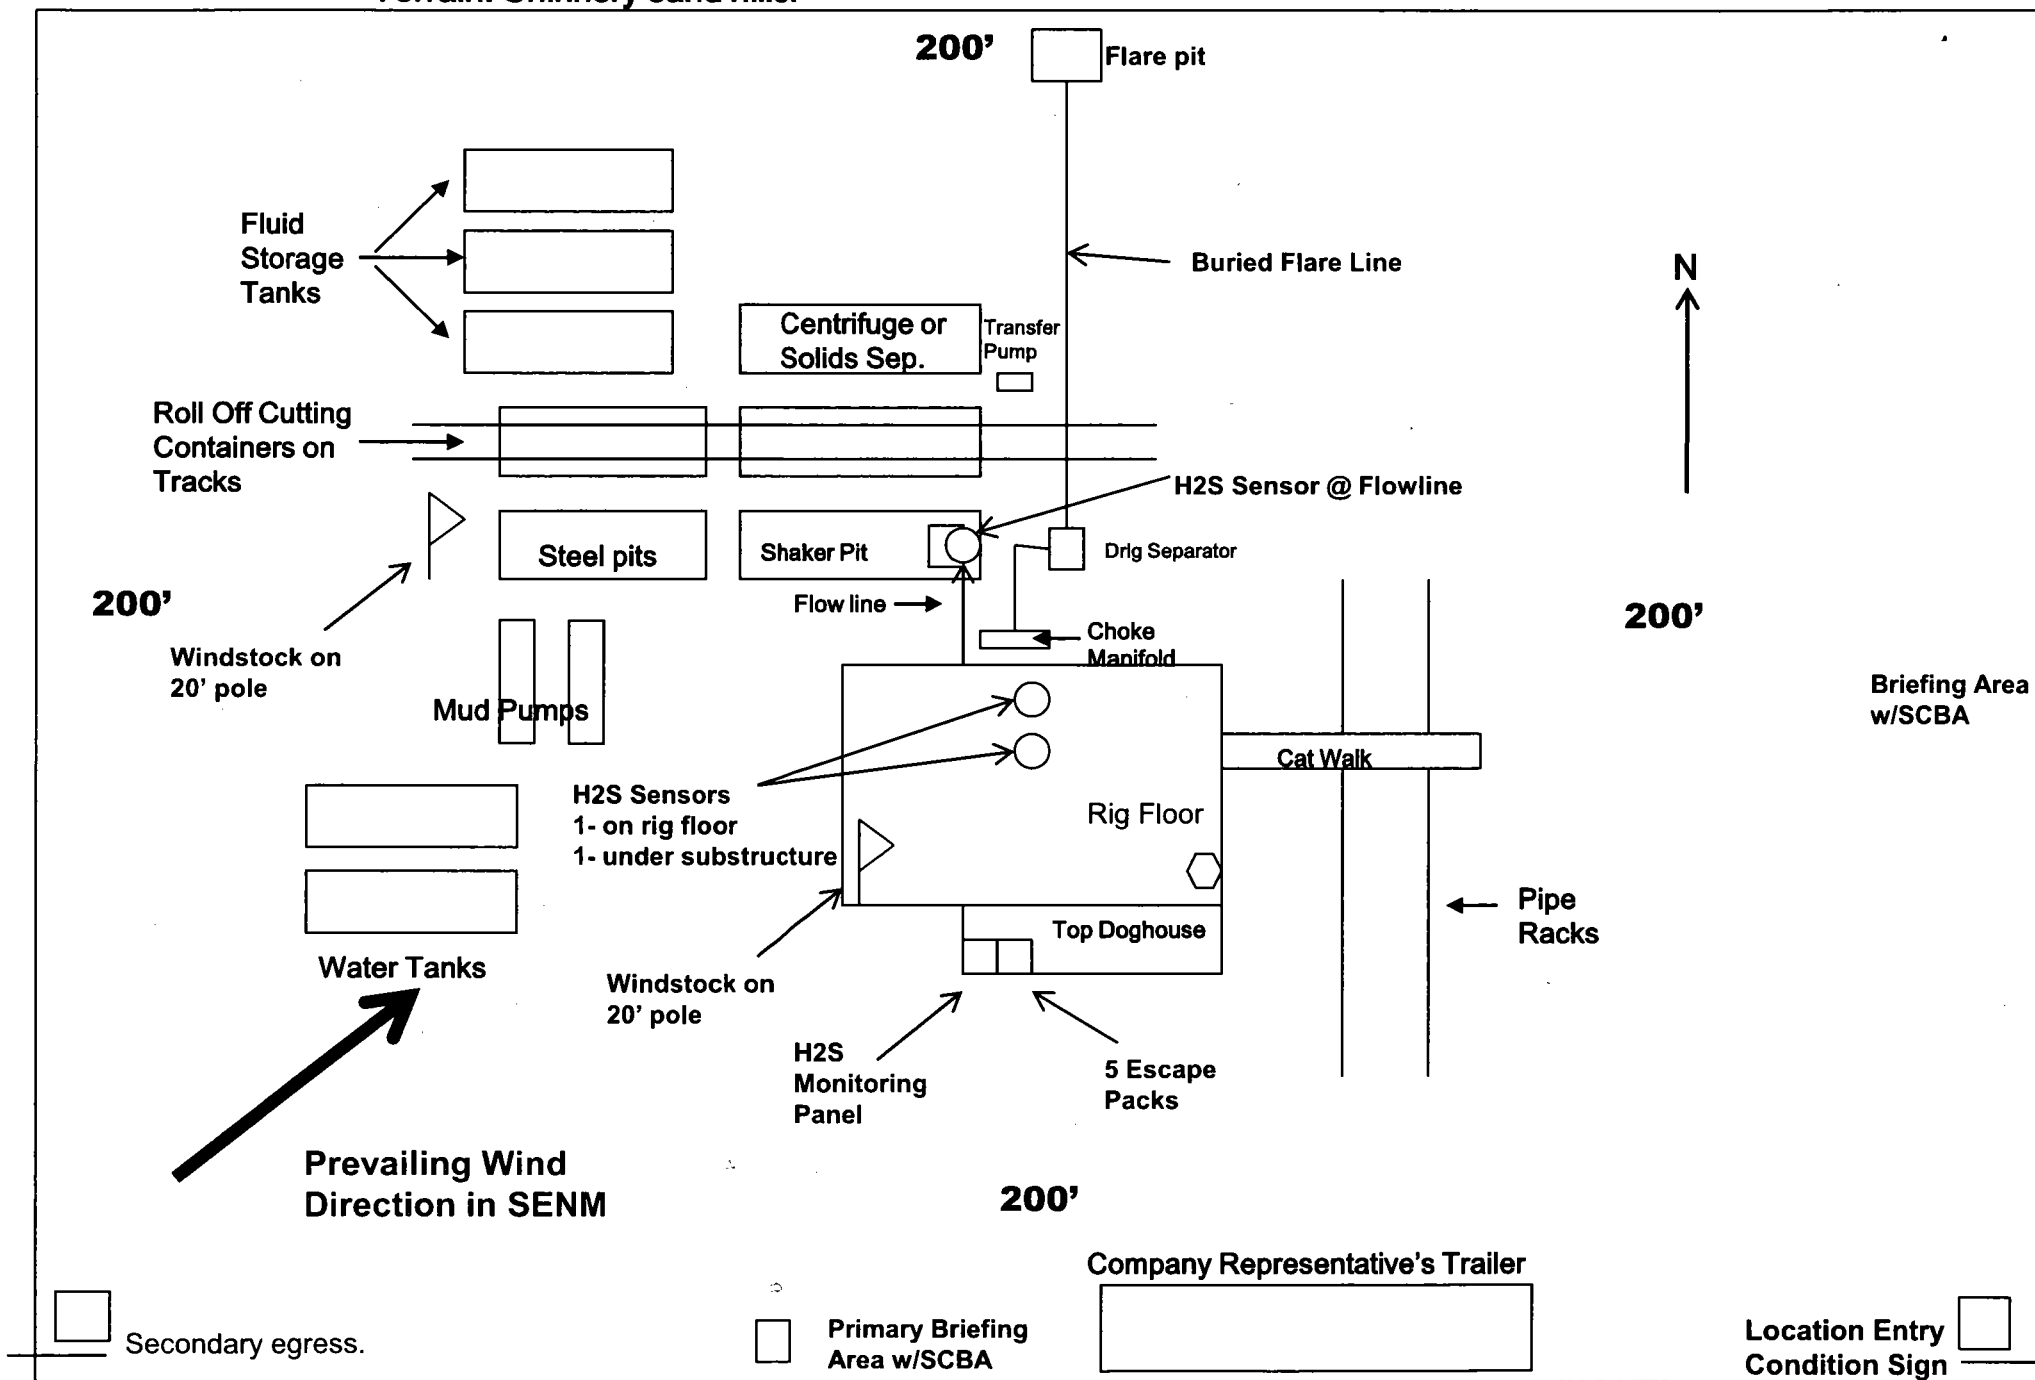 200'
Flare pit
Fluid
Storage
Tanks
Buried Flare Line
N
Centrifuge or
Solids Sep.
Transfer
Pump
Roll Off Cutting
Containers on
Tracks
H2S Sensor @ Flowline
Steel pits
Shaker Pit
Drlg Separator
200'
Flow line
200'
Choke
Manifold
Windstock on
20' pole
Mud Pumps
Briefing Area
w/SCBA
Cat Walk
H2S Sensors
1- on rig floor
1- under substructure
Rig Floor
Pipe
Racks
Top Doghouse
Water Tanks
Windstock on
20' pole
H2S
Monitoring
Panel
5 Escape
Packs
Prevailing Wind
Direction in SENM
200'
Company Representative's Trailer
Secondary egress.
Primary Briefing
Area w/SCBA
Location Entry
Condition Sign